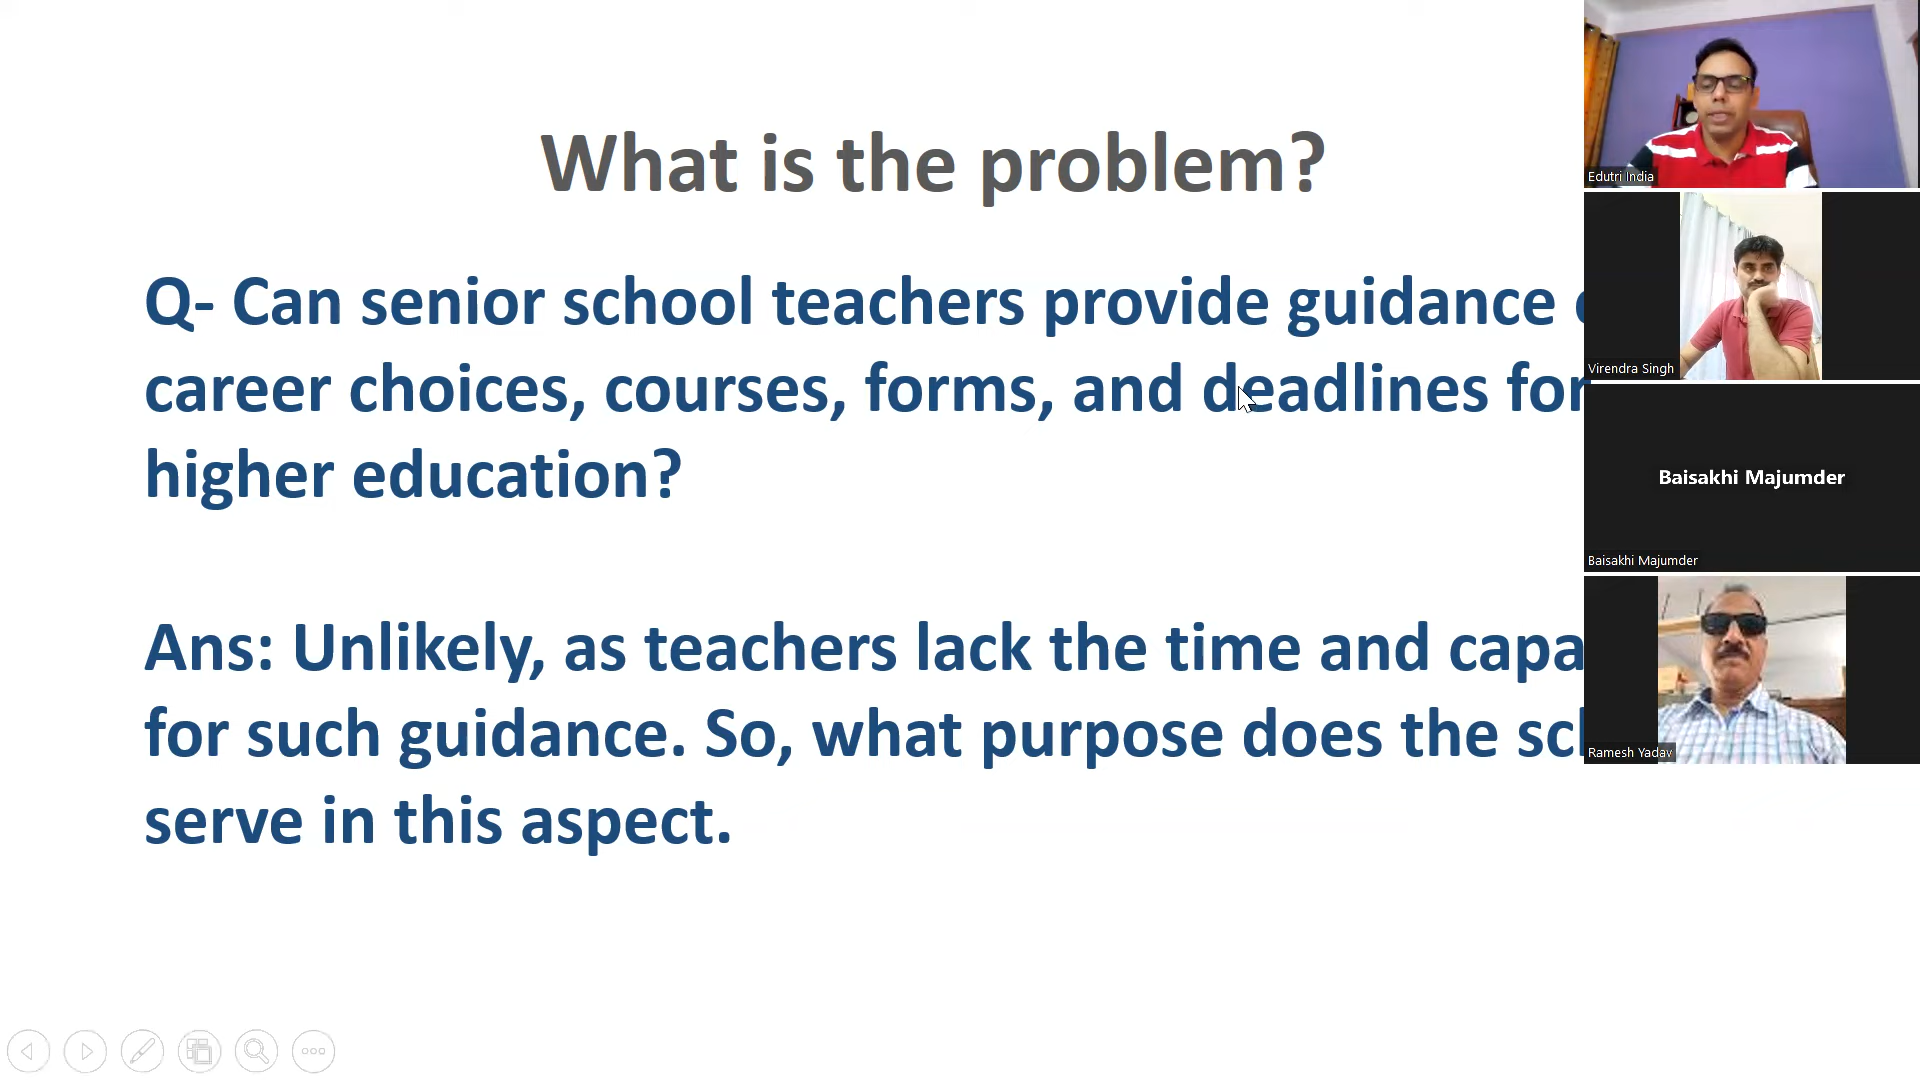 What is the problem?
Q- Can senior school teachers provide guidance
career choices, courses, forms, and deadlines for
higher education?
Ans: Unlikely, as teachers lack the time and capa
for such guidance. So, what purpose does the
serve in this aspect.
Edutri India
Virendra Singh
Baisakhi Majumder
Baisakhi Majumder
Ramesh Yadav